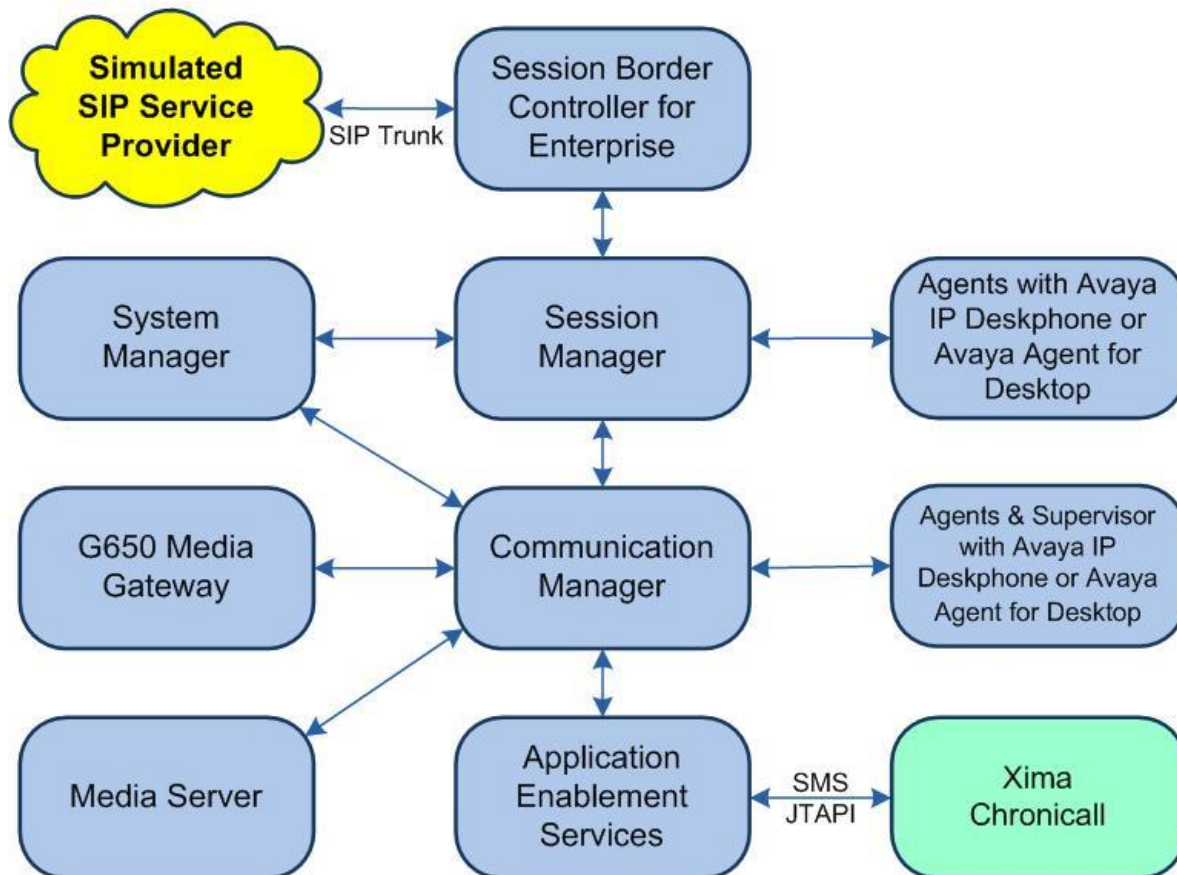 Simulated
SIP Service
Provider
SIP Trunk
Session Border
Controller for
Enterprise
System
Manager
Session
Manager
Agents with Avaya
IP Deskphone or
Avaya Agent for
Desktop
G650 Media
Gateway
Communication
Manager
Agents & Supervisor
with Avaya IP
Deskphone or Avaya
Agent for Desktop
Media Server
Application
Enablement
Services
SMS
JTAPI
Xima
Chronicall